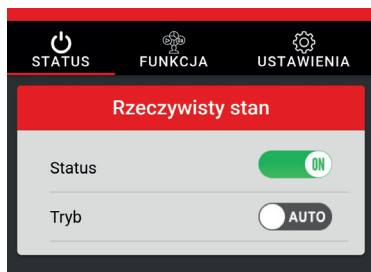 STATUS FUNKCJA USTAWIENIA
Rzeczywisty stan
Status ON
Tryb AUTO